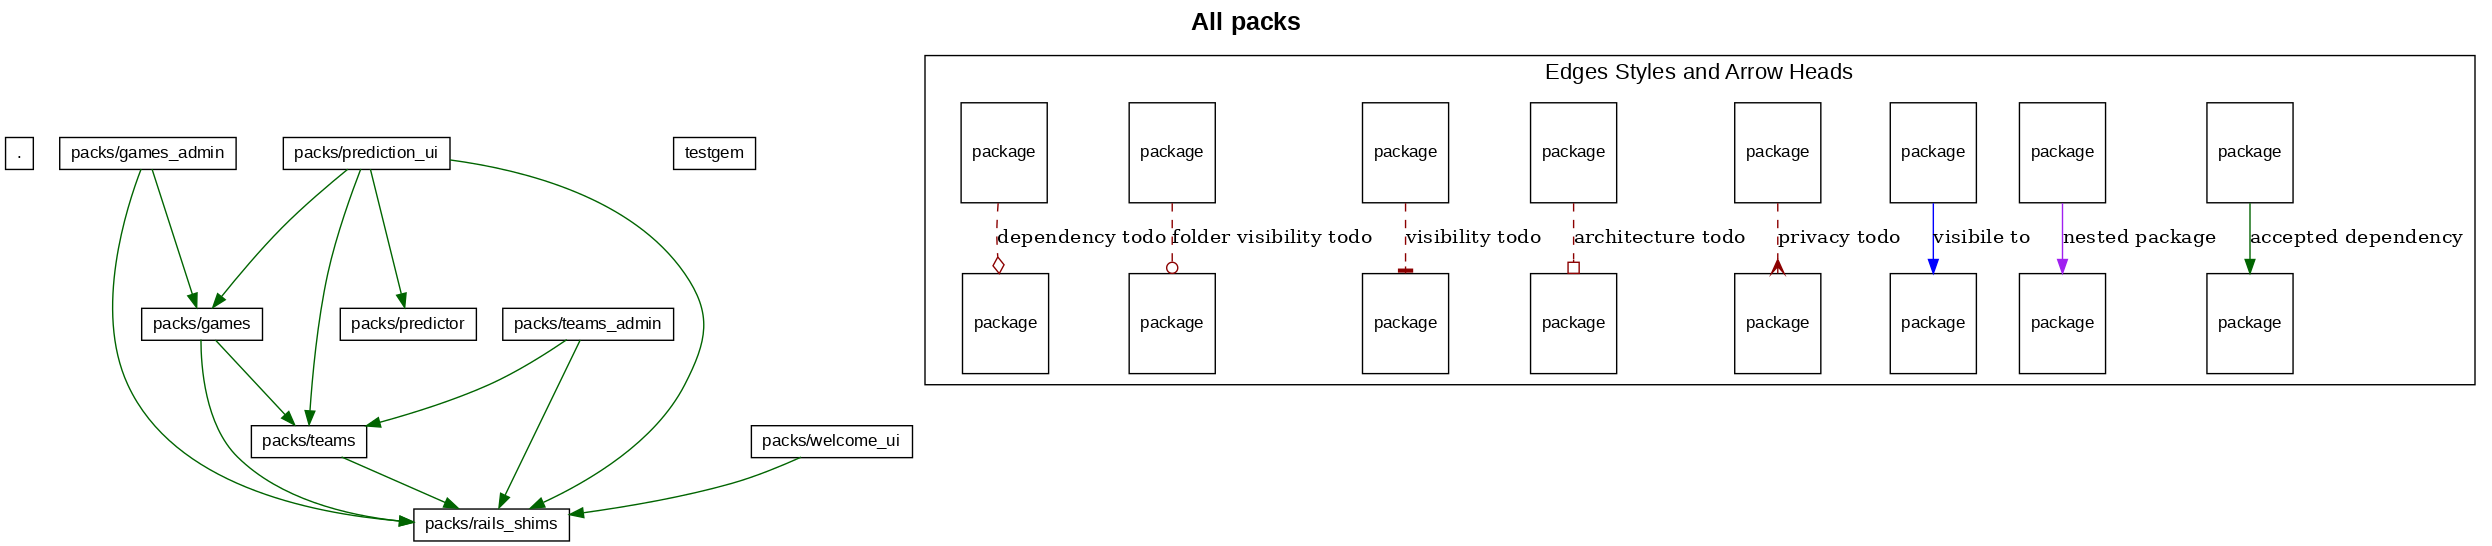 All packs
Edges Styles and Arrow Heads
.
packs/games_admin
packs/prediction_ui
testgem
package
package
package
package
package
package
package
package
dependency todo
folder visibility todo
visibility todo
architecture todo
privacy todo
visibile to
nested package
accepted dependency
packs/games
packs/predictor
packs/teams_admin
package
package
package
package
package
package
package
package
packs/teams
packs/welcome_ui
packs/rails_shims